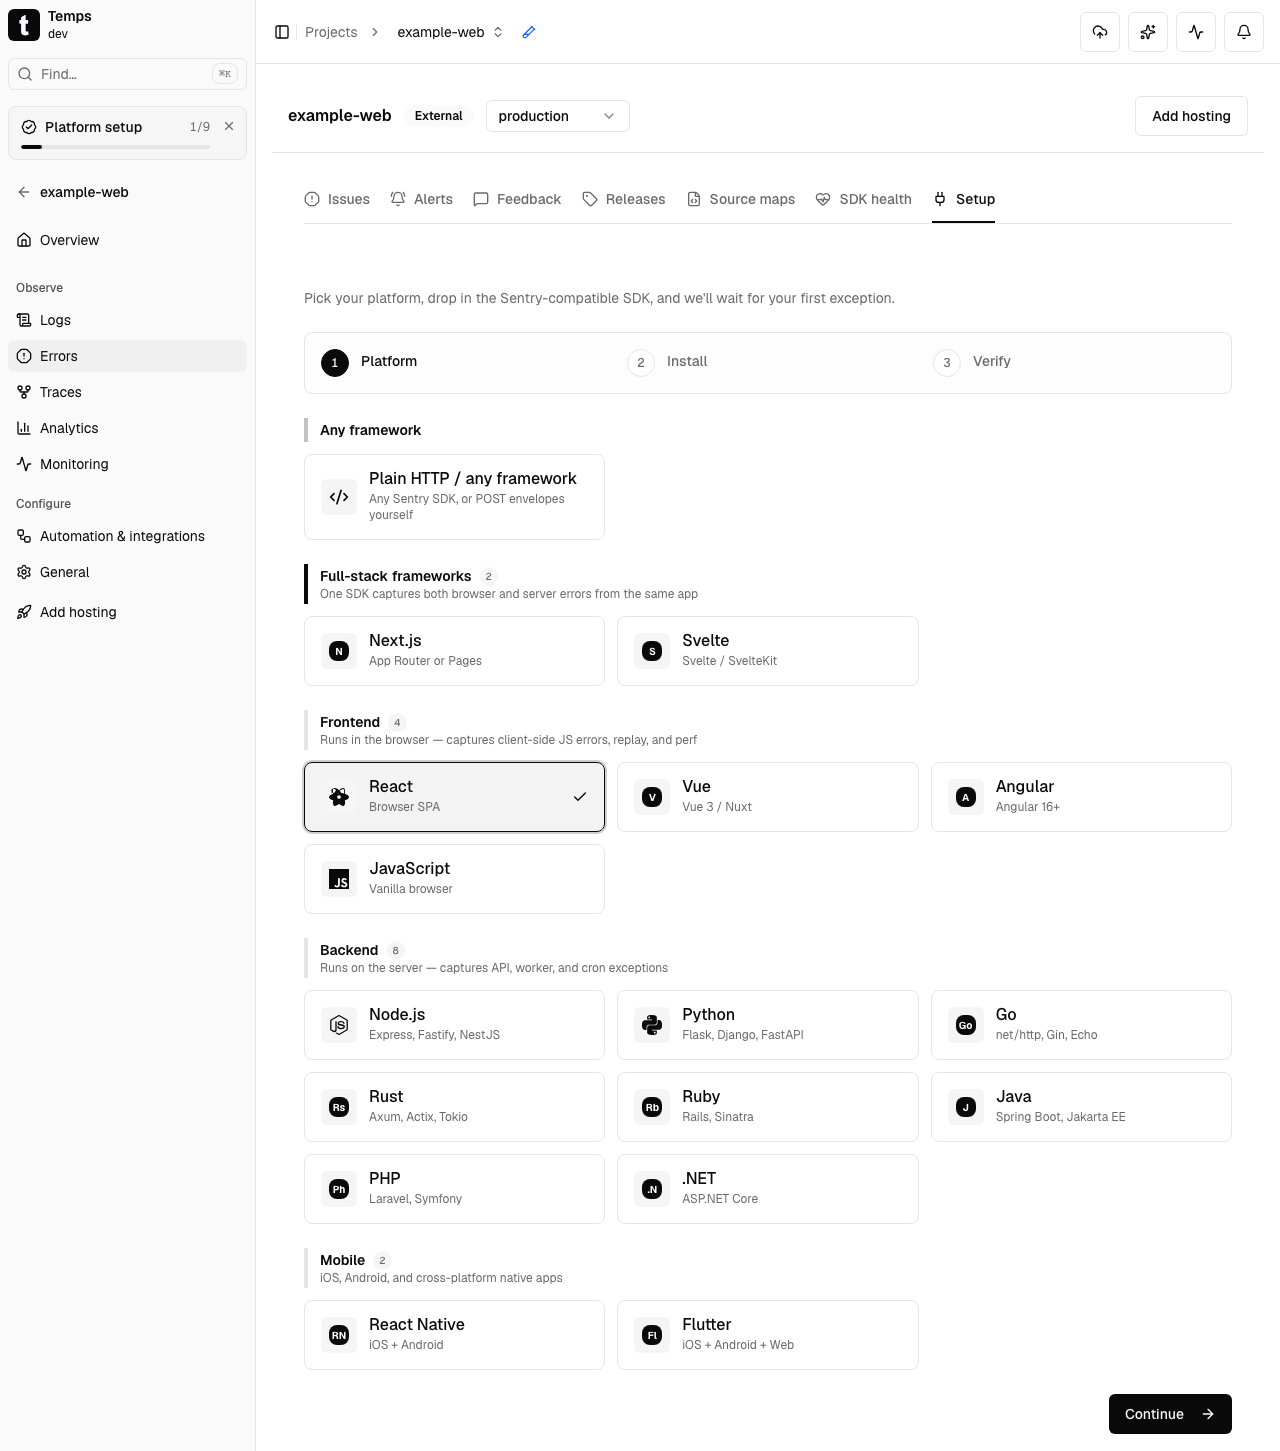 t
Temps
dev
Find...
⌘K
Platform setup
1/9
example-web
Overview
Observe
Logs
Errors
Traces
Analytics
Monitoring
Configure
Automation & integrations
General
Add hosting
Projects
example-web
example-web
External
production
Add hosting
Issues
Alerts
Feedback
Releases
Source maps
SDK health
Setup
Pick your platform, drop in the Sentry-compatible SDK, and we'll wait for your first exception.
1
Platform
2
Install
3
Verify
Any framework
Plain HTTP / any framework
Any Sentry SDK, or POST envelopes
yourself
Full-stack frameworks
2
One SDK captures both browser and server errors from the same app
N
Next.js
App Router or Pages
S
Svelte
Svelte / SvelteKit
Frontend
4
Runs in the browser — captures client-side JS errors, replay, and perf
React
Browser SPA
V
Vue
Vue 3 / Nuxt
A
Angular
Angular 16+
JS
JavaScript
Vanilla browser
Backend
8
Runs on the server — captures API, worker, and cron exceptions
JS
Node.js
Express, Fastify, NestJS
Python
Flask, Django, FastAPI
Go
Go
net/http, Gin, Echo
Rs
Rust
Axum, Actix, Tokio
Rb
Ruby
Rails, Sinatra
J
Java
Spring Boot, Jakarta EE
Ph
PHP
Laravel, Symfony
.N
.NET
ASP.NET Core
Mobile
2
iOS, Android, and cross-platform native apps
RN
React Native
iOS + Android
Fl
Flutter
iOS + Android + Web
Continue